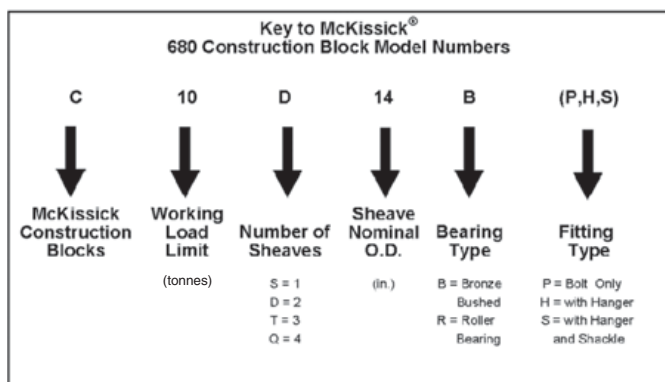 Key to McKissick®
680 Construction Block Model Numbers
C 10 D 14 B (P,H,S)
McKissick
Construction
Blocks
Working
Load
Limit
(tonnes)
Number of
Sheaves
S = 1
D = 2
T = 3
Q = 4
Sheave
Nominal
O.D.
(in.)
Bearing
Type
B = Bronze
Bushed
R = Roller
Bearing
Fitting
Type
P = Bolt Only
H = with Hanger
S = with Hanger
and Shackle